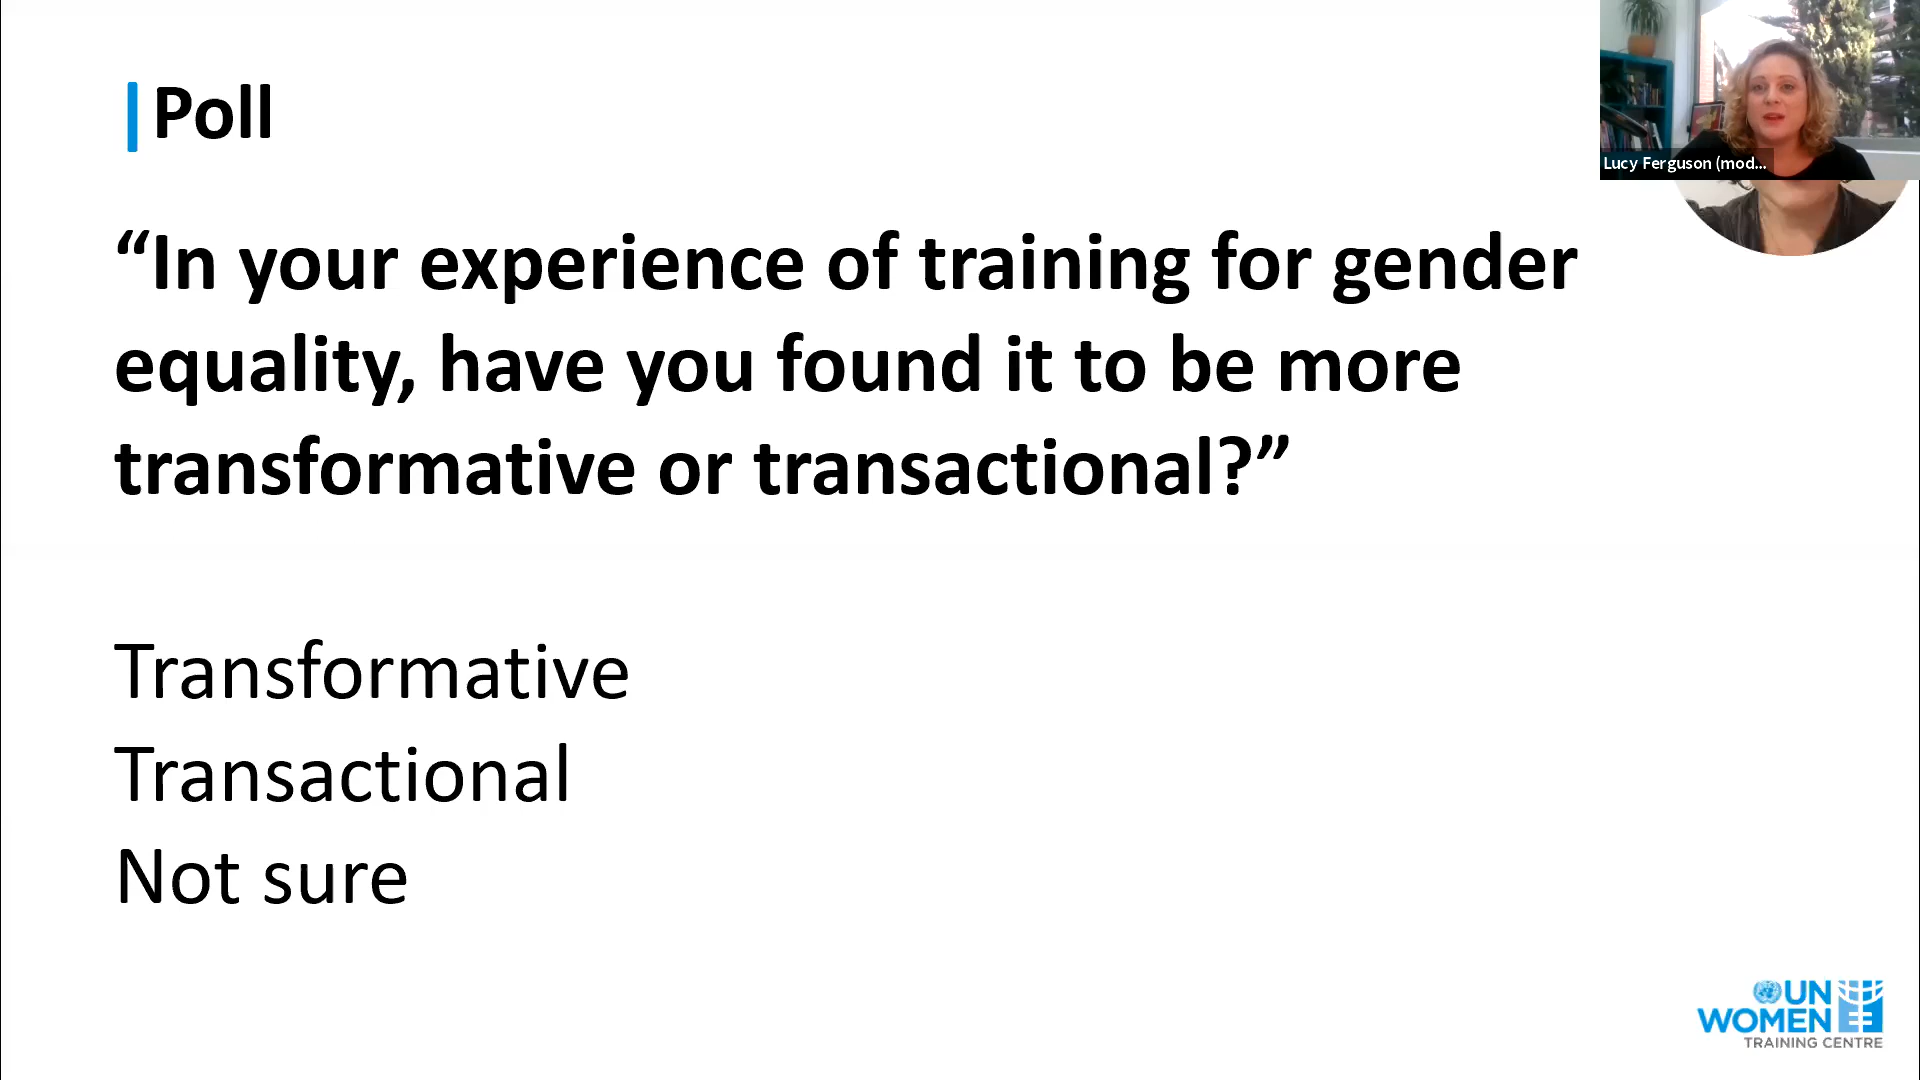 Poll
Lucy Ferguson (mod...
“In your experience of training for gender
equality, have you found it to be more
transformative or transactional?”
Transformative
Transactional
Not sure
UN
WOMEN
TRAINING CENTRE